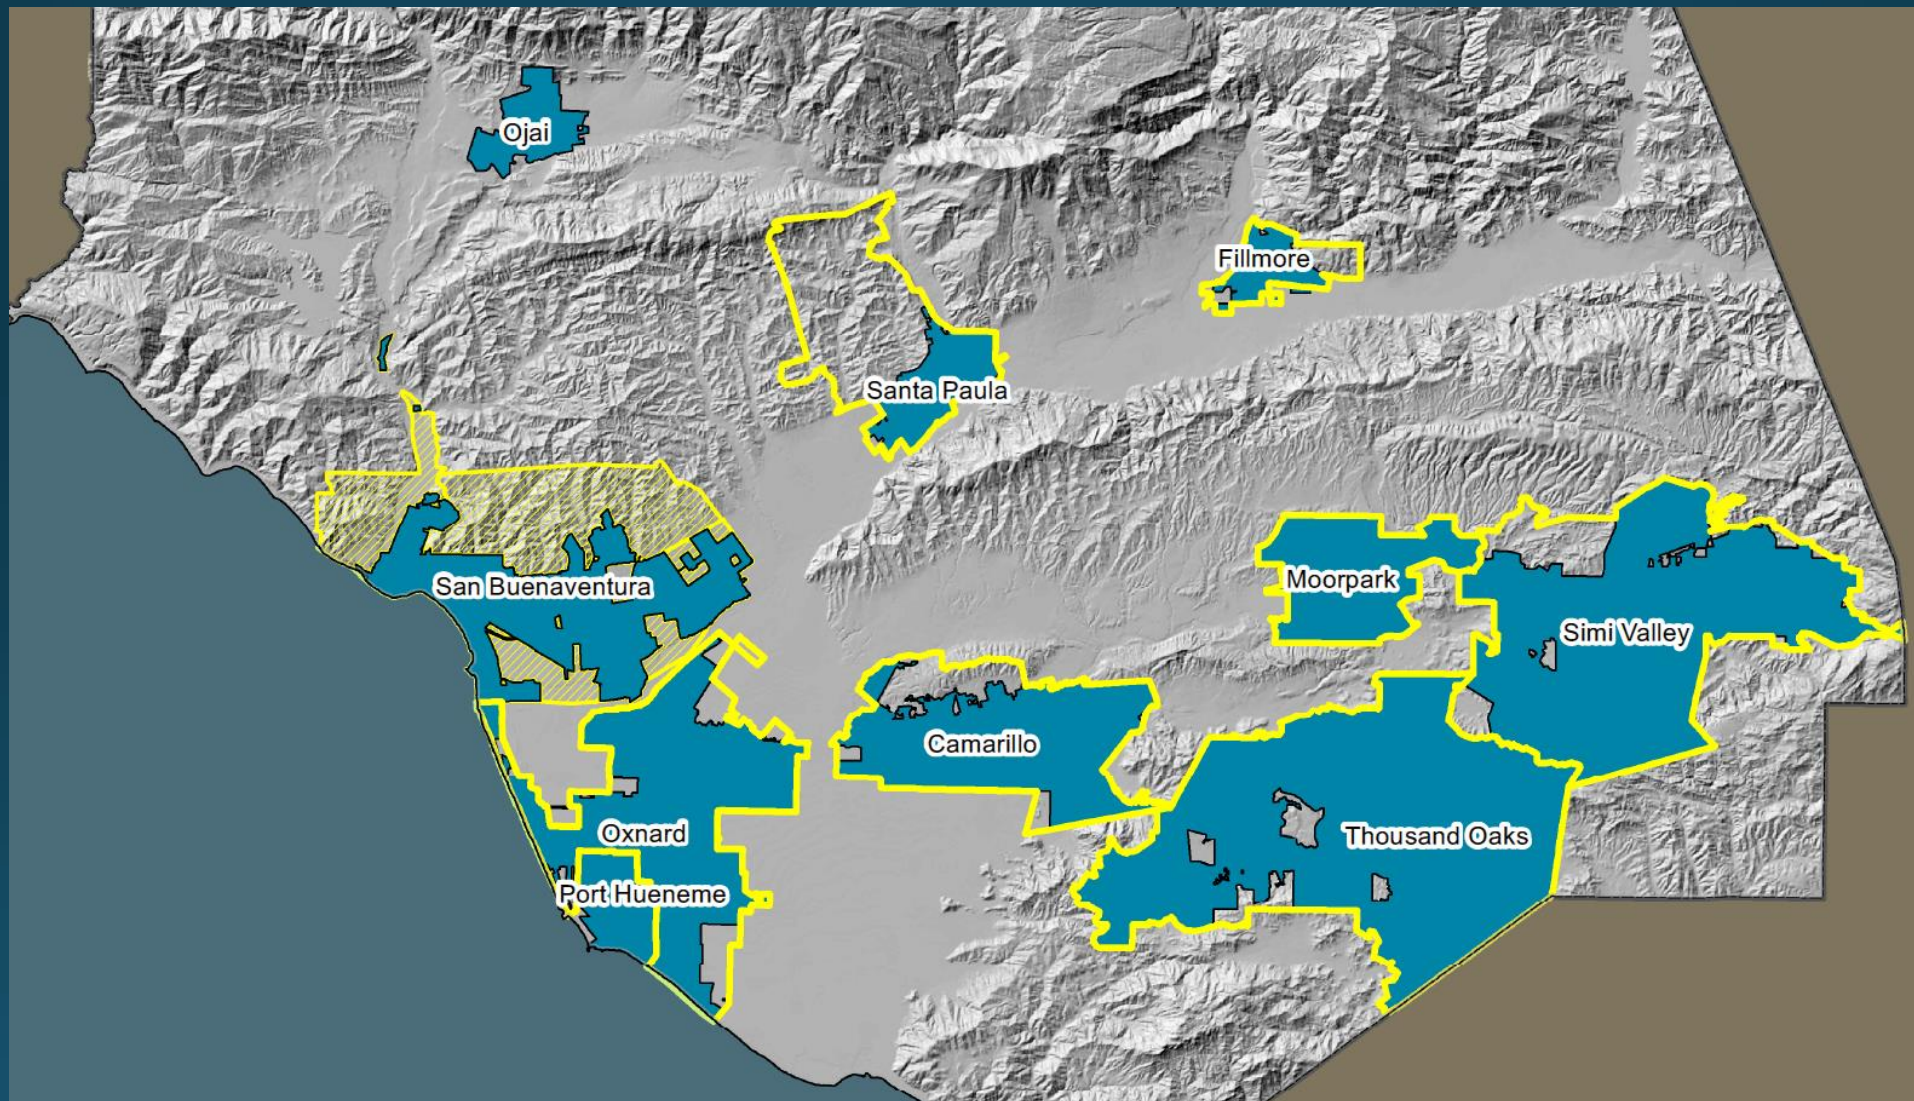 Ojai
Fillmore
Santa Paula
San Buenaventura
Moorpark
Simi Valley
Camarillo
Oxnard
Thousand Oaks
Port Hueneme